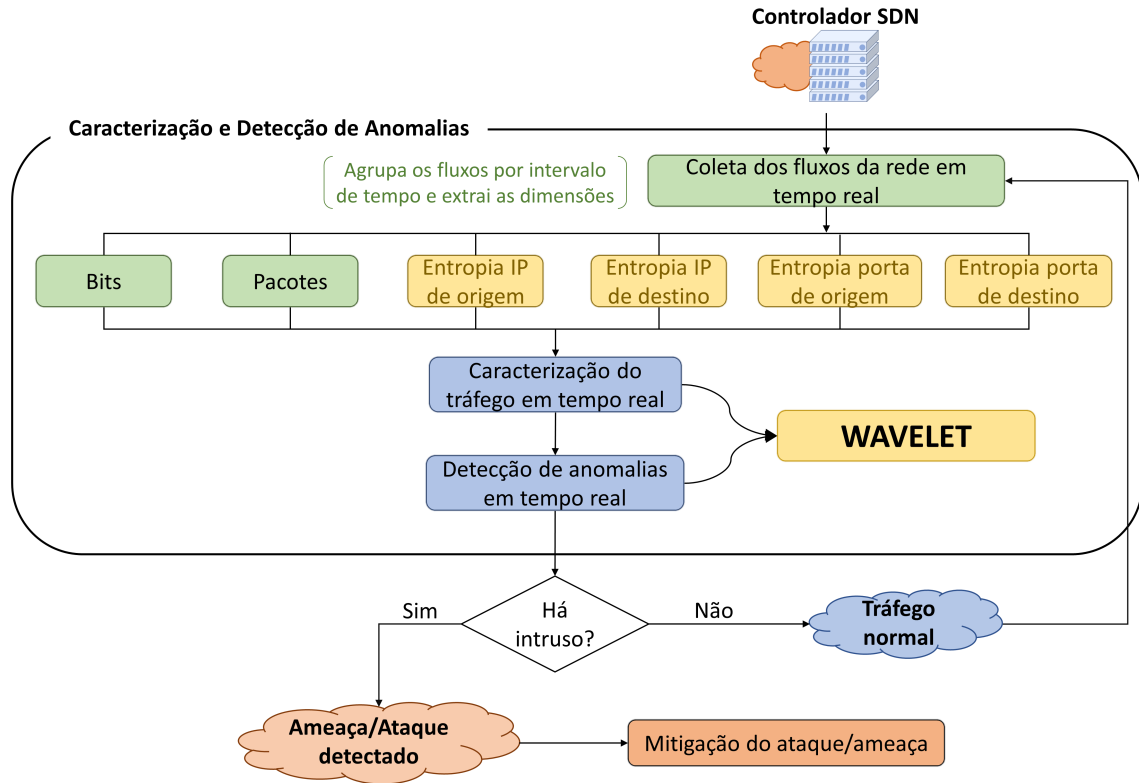 Controlador SDN
Caracterização e Detecção de Anomalias
Agrupa os fluxos por intervalo
de tempo e extrai as dimensões
Coleta dos fluxos da rede em
tempo real
Bits
Pacotes
Entropia IP
de origem
Entropia IP
de destino
Entropia porta
de origem
Entropia porta
de destino
Caracterização do
tráfego em tempo real
WAVELET
Detecção de anomalias
em tempo real
Sim
Há
intruso?
Não
Tráfego
normal
Ameaça/Ataque
detectado
Mitigação do ataque/ameaça